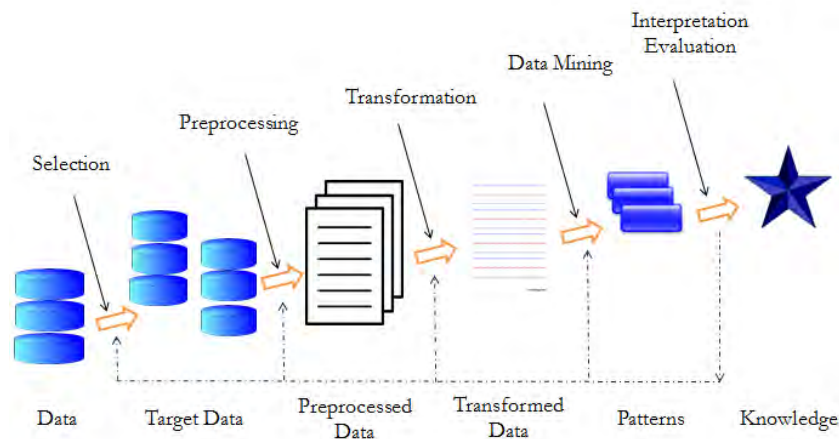 Interpretation
Evaluation
Data Mining
Transformation
Preprocessing
Selection
Data
Target Data
Preprocessed
Data
Transformed
Data
Patterns
Knowledge